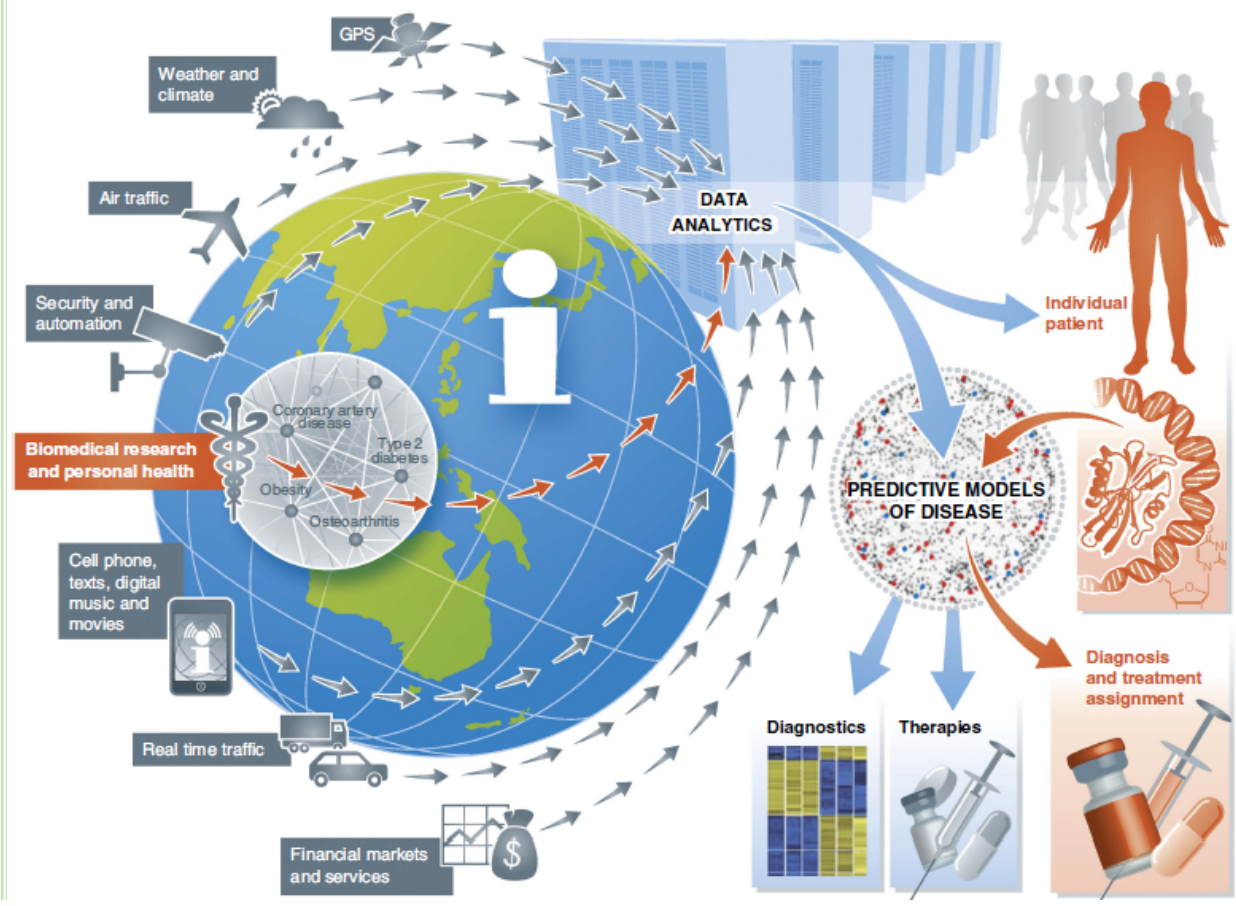 GPS
Weather and
climate
Air traffic
Security and
automation
Biomedical research
and personal health
Coronary artery
disease
Type 2
diabetes
Obesity
Osteoarthritis
Cell phone,
texts, digital
music and
movies
Real time traffic
Financial markets
and services
$
i
i
DATA
ANALYTICS
Individual
patient
PREDICTIVE MODELS
OF DISEASE
O
N
N
O
Diagnosis
and treatment
assignment
Diagnostics
Therapies